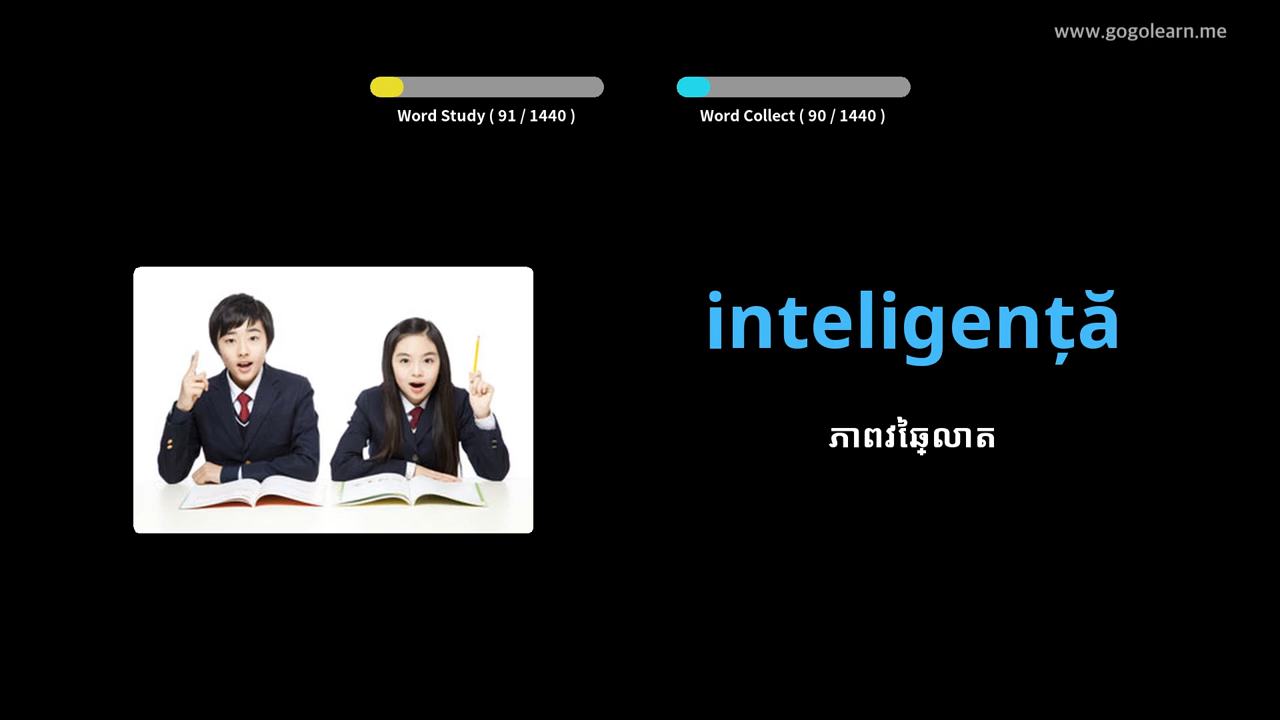 www.gogolearn.me
Word Study ( 91 / 1440 )
Word Collect ( 90 / 1440 )
inteligență
ភាពវឆ្លៃាត